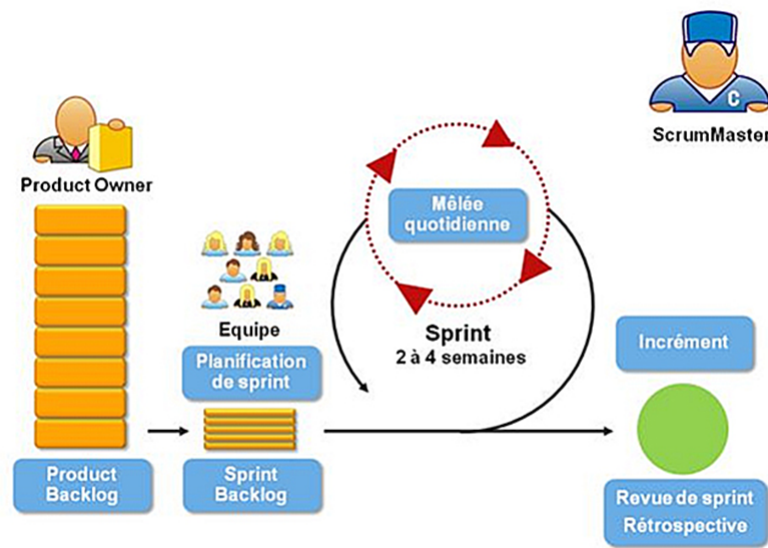 C
ScrumMaster
Product Owner
Mêlée
quotidienne
Equipe
Sprint
2 à 4 semaines
Planification
de sprint
Incrément
Product
Backlog
Sprint
Backlog
Revue de sprint
Rétrospective